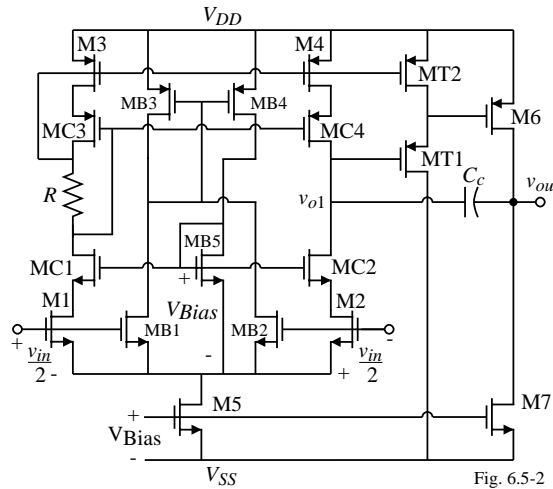 VDD
M3
M4
MT2
MB3
MB4
M6
MC3
MC4
MT1
R
vo1
Cc
vou
MB5
MC1
+
MC2
M1
VBias
M2
MB1
MB2
+
vin
2
-
-
+
vin
2
-
M5
M7
+
VBias
-
VSS
Fig. 6.5-2